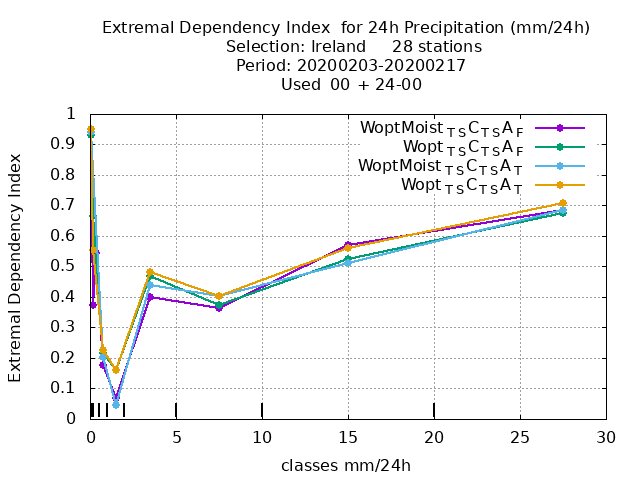 Extremal Dependency Index  for 24h Precipitation (mm/24h)
Selection: Ireland     28 stations
Period: 20200203-20200217
Used  00 + 24-00
WoptMoist TS C TS A F
Wopt TS C TS A F
WoptMoist TS C TS A T
Wopt TS C TS A T
Extremal Dependency Index
1
0.9
0.8
0.7
0.6
0.5
0.4
0.3
0.2
0.1
0
0 5 10 15 20 25 30
classes mm/24h